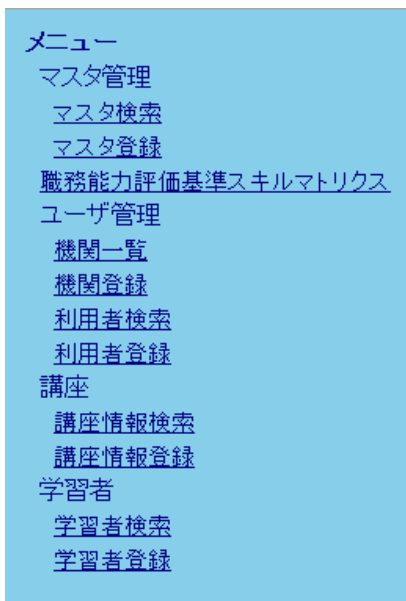 メニュー
マスタ管理
マスタ検索
マスタ登録
職務能力評価基準スキルマトリクス
ユーザ管理
機関一覧
機関登録
利用者検索
利用者登録
講座
講座情報検索
講座情報登録
学習者
学習者検索
学習者登録